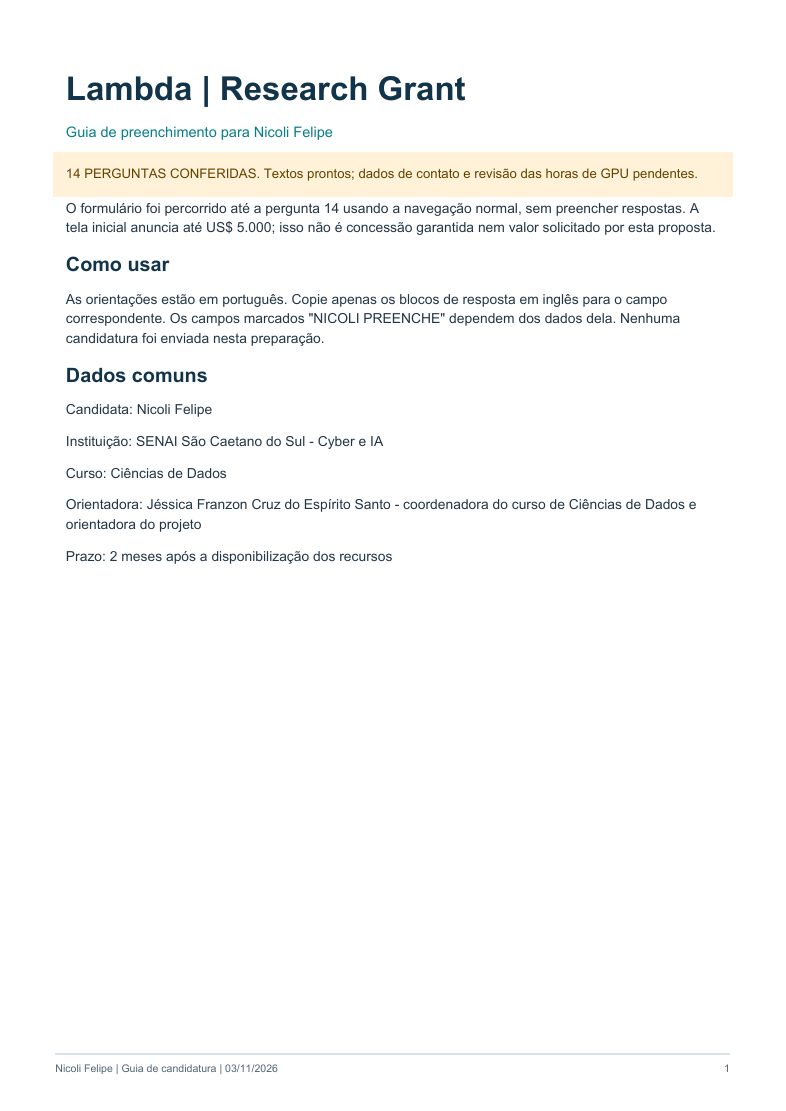 Lambda | Research Grant
Guia de preenchimento para Nicoli Felipe
14 PERGUNTAS CONFERIDAS. Textos prontos; dados de contato e revisão das horas de GPU pendentes.
O formulário foi percorrido até a pergunta 14 usando a navegação normal, sem preencher respostas. A
tela inicial anuncia até US$ 5.000; isso não é concessão garantida nem valor solicitado por esta proposta.
Como usar
As orientações estão em português. Copie apenas os blocos de resposta em inglês para o campo
correspondente. Os campos marcados "NICOLI PREENCHE" dependem dos dados dela. Nenhuma
candidatura foi enviada nesta preparação.
Dados comuns
Candidata: Nicoli Felipe
Instituição: SENAI São Caetano do Sul - Cyber e IA
Curso: Ciências de Dados
Orientadora: Jéssica Franzon Cruz do Espírito Santo - coordenadora do curso de Ciências de Dados e
orientadora do projeto
Prazo: 2 meses após a disponibilização dos recursos
Nicoli Felipe | Guia de candidatura | 03/11/2026
1